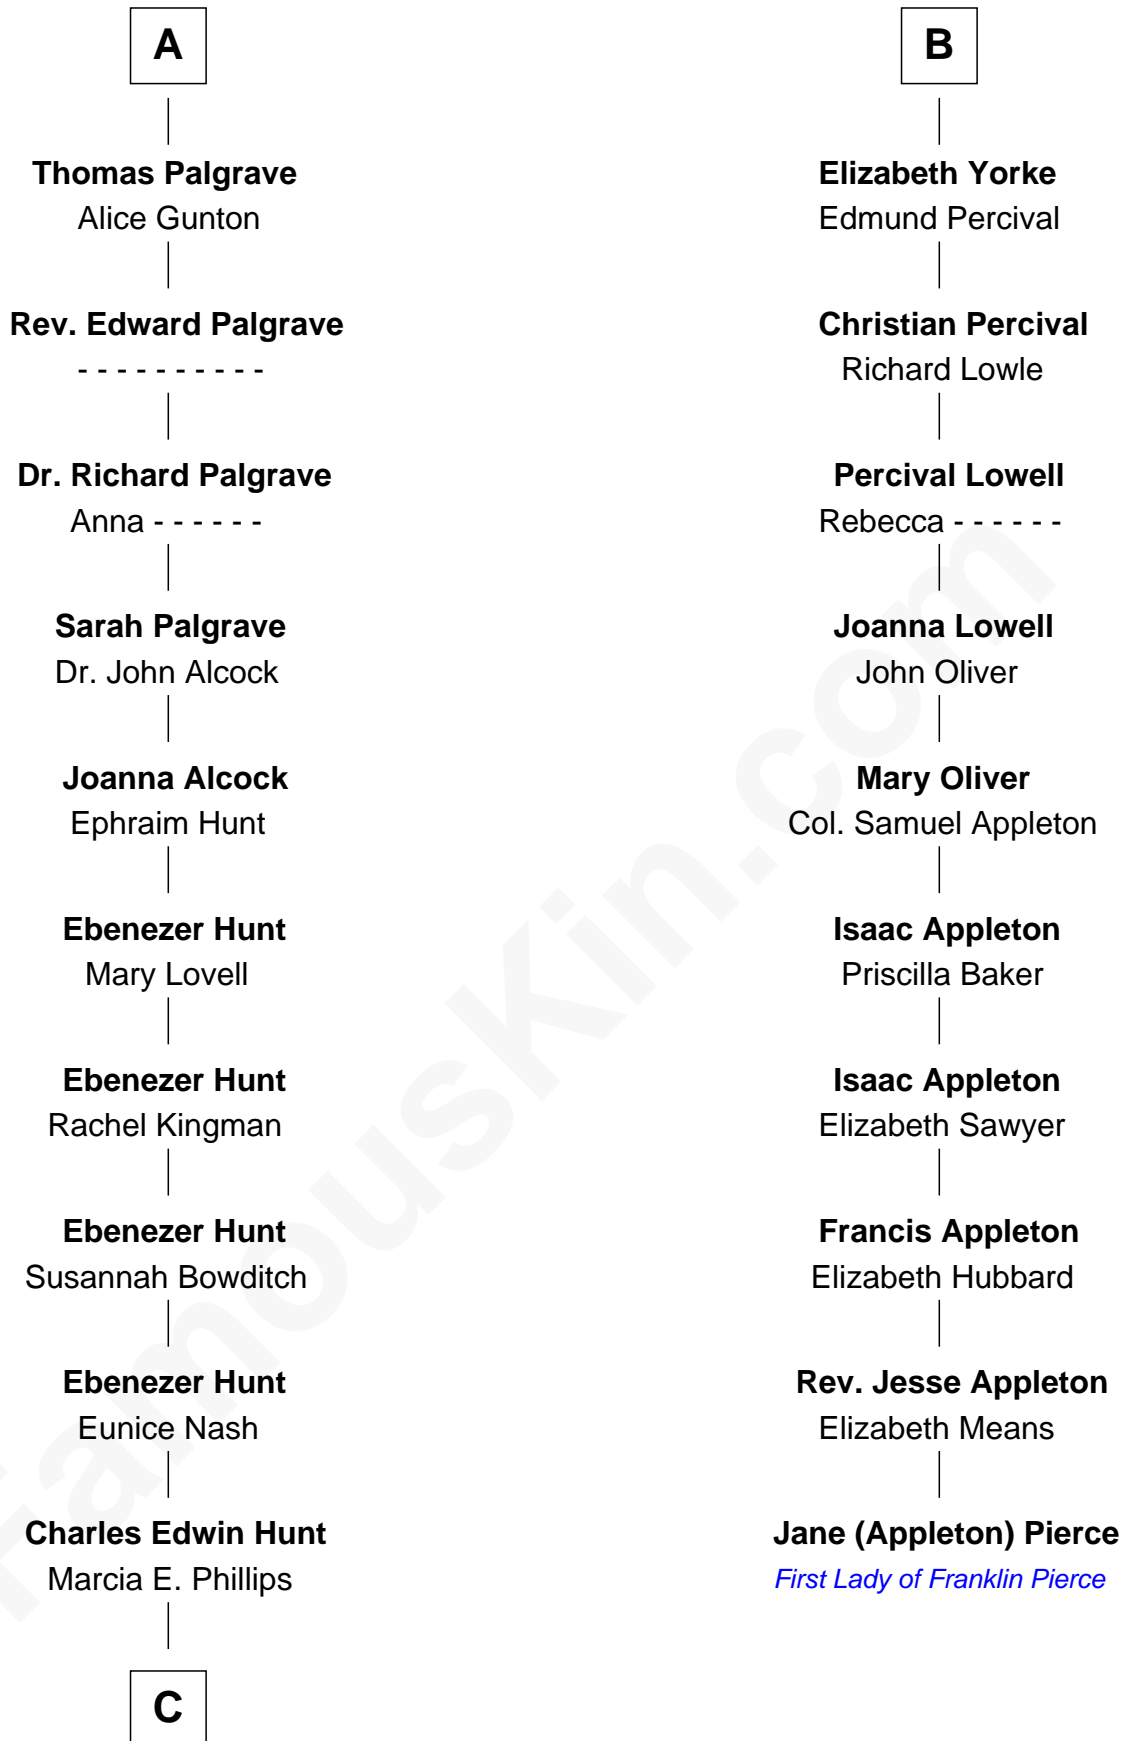 A
Thomas Palgrave
Alice Gunton
Rev. Edward Palgrave
- - - - - - - - - -
Dr. Richard Palgrave
Anna - - - - - -
Sarah Palgrave
Dr. John Alcock
Joanna Alcock
Ephraim Hunt
Ebenezer Hunt
Mary Lovell
Ebenezer Hunt
Rachel Kingman
Ebenezer Hunt
Susannah Bowditch
Ebenezer Hunt
Eunice Nash
Charles Edwin Hunt
Marcia E. Phillips
C
B
Elizabeth Yorke
Edmund Percival
Christian Percival
Richard Lowle
Percival Lowell
Rebecca - - - - - -
Joanna Lowell
John Oliver
Mary Oliver
Col. Samuel Appleton
Isaac Appleton
Priscilla Baker
Isaac Appleton
Elizabeth Sawyer
Francis Appleton
Elizabeth Hubbard
Rev. Jesse Appleton
Elizabeth Means
Jane (Appleton) Pierce
First Lady of Franklin Pierce
FamousKin.com